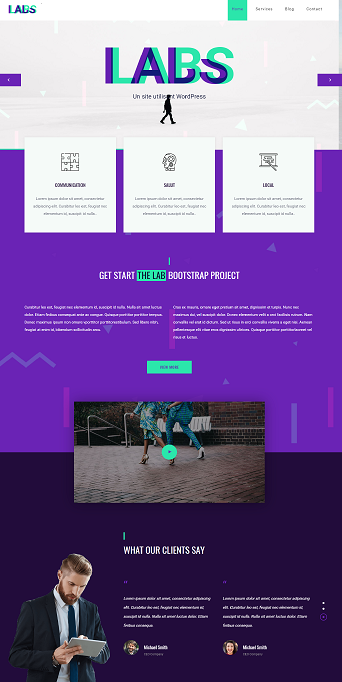 LABS
Home Services Blog Contact
LABS
Un site utilisant WordPress
COMMUNICATION
Lorem ipsum dolor sit amet, consectetur
adipiscing elit. Curabitur leo est, feugiat nec
elementum id, suscipit id nulla..
SALUT
Lorem ipsum dolor sit amet, consectetur
adipiscing elit. Curabitur leo est, feugiat nec
elementum id, suscipit id nulla..
LOCAL
Lorem ipsum dolor sit amet, consectetur
adipiscing elit. Curabitur leo est, feugiat nec
elementum id, suscipit id nulla..
GET START THE LAB BOOTSTRAP PROJECT
Curabitur leo est, feugiat nec elementum id, suscipit id nulla. Nulla sit amet luctus
dolor. Etiam finibus consequat ante ac congue. Quisque porttitor porttitor tempus.
Donec maximus ipsum non ornare vporttitor porttitorestibulum. Sed libero nibh,
feugiat at enim id, bibendum sollicitudin arcu.
Cras ex mauris, ornare eget pretium sit amet, dignissim et turpis. Nunc nec
maximus dui, vel suscipit dolor. Donec elementum velit a orci facilisis rutrum. Nam
convallis vel erat id dictum. Sed ut risus in orci convallis viverra a eget nisi. Aenean
pellentesque elit vitae eros dignissim ultrices. Quisque porttitor porttitorlaoreet vel
risus et luctus.
VIEW MORE
WHAT OUR CLIENTS SAY
“
Lorem ipsum dolor sit amet, consectetur adipiscing
elit. Curabitur leo est, feugiat nec elementum id,
suscipit id nulla. Nulla sit amet luctus dolor. Etiam
finibus consequat.
Michael Smith
CEO Company
“
Lorem ipsum dolor sit amet, consectetur adipiscing
elit. Curabitur leo est, feugiat nec elementum id,
suscipit id nulla. Nulla sit amet luctus dolor. Etiam
finibus consequat.
Michael Smith
CEO Company